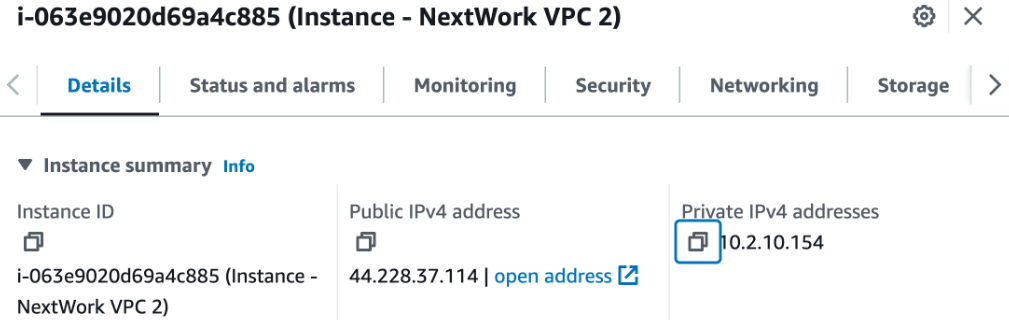 i-063e9020d69a4c885 (Instance - NextWork VPC 2)
Details
Status and alarms
Monitoring
Security
Networking
Storage
Instance summary Info
Instance ID
i-063e9020d69a4c885 (Instance -
NextWork VPC 2)
Public IPv4 address
44.228.37.114 | open address
Private IPv4 addresses
10.2.10.154